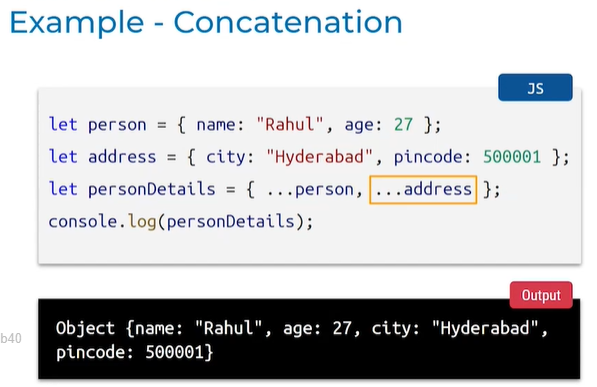 Example - Concatenation
JS
let person = { name: "Rahul", age: 27 };
let address = { city: "Hyderabad", pincode: 500001 };
let personDetails = { ...person, ...address };
console.log(personDetails);
Output
b40
Object {name: "Rahul", age: 27, city: "Hyderabad",
pincode: 500001}